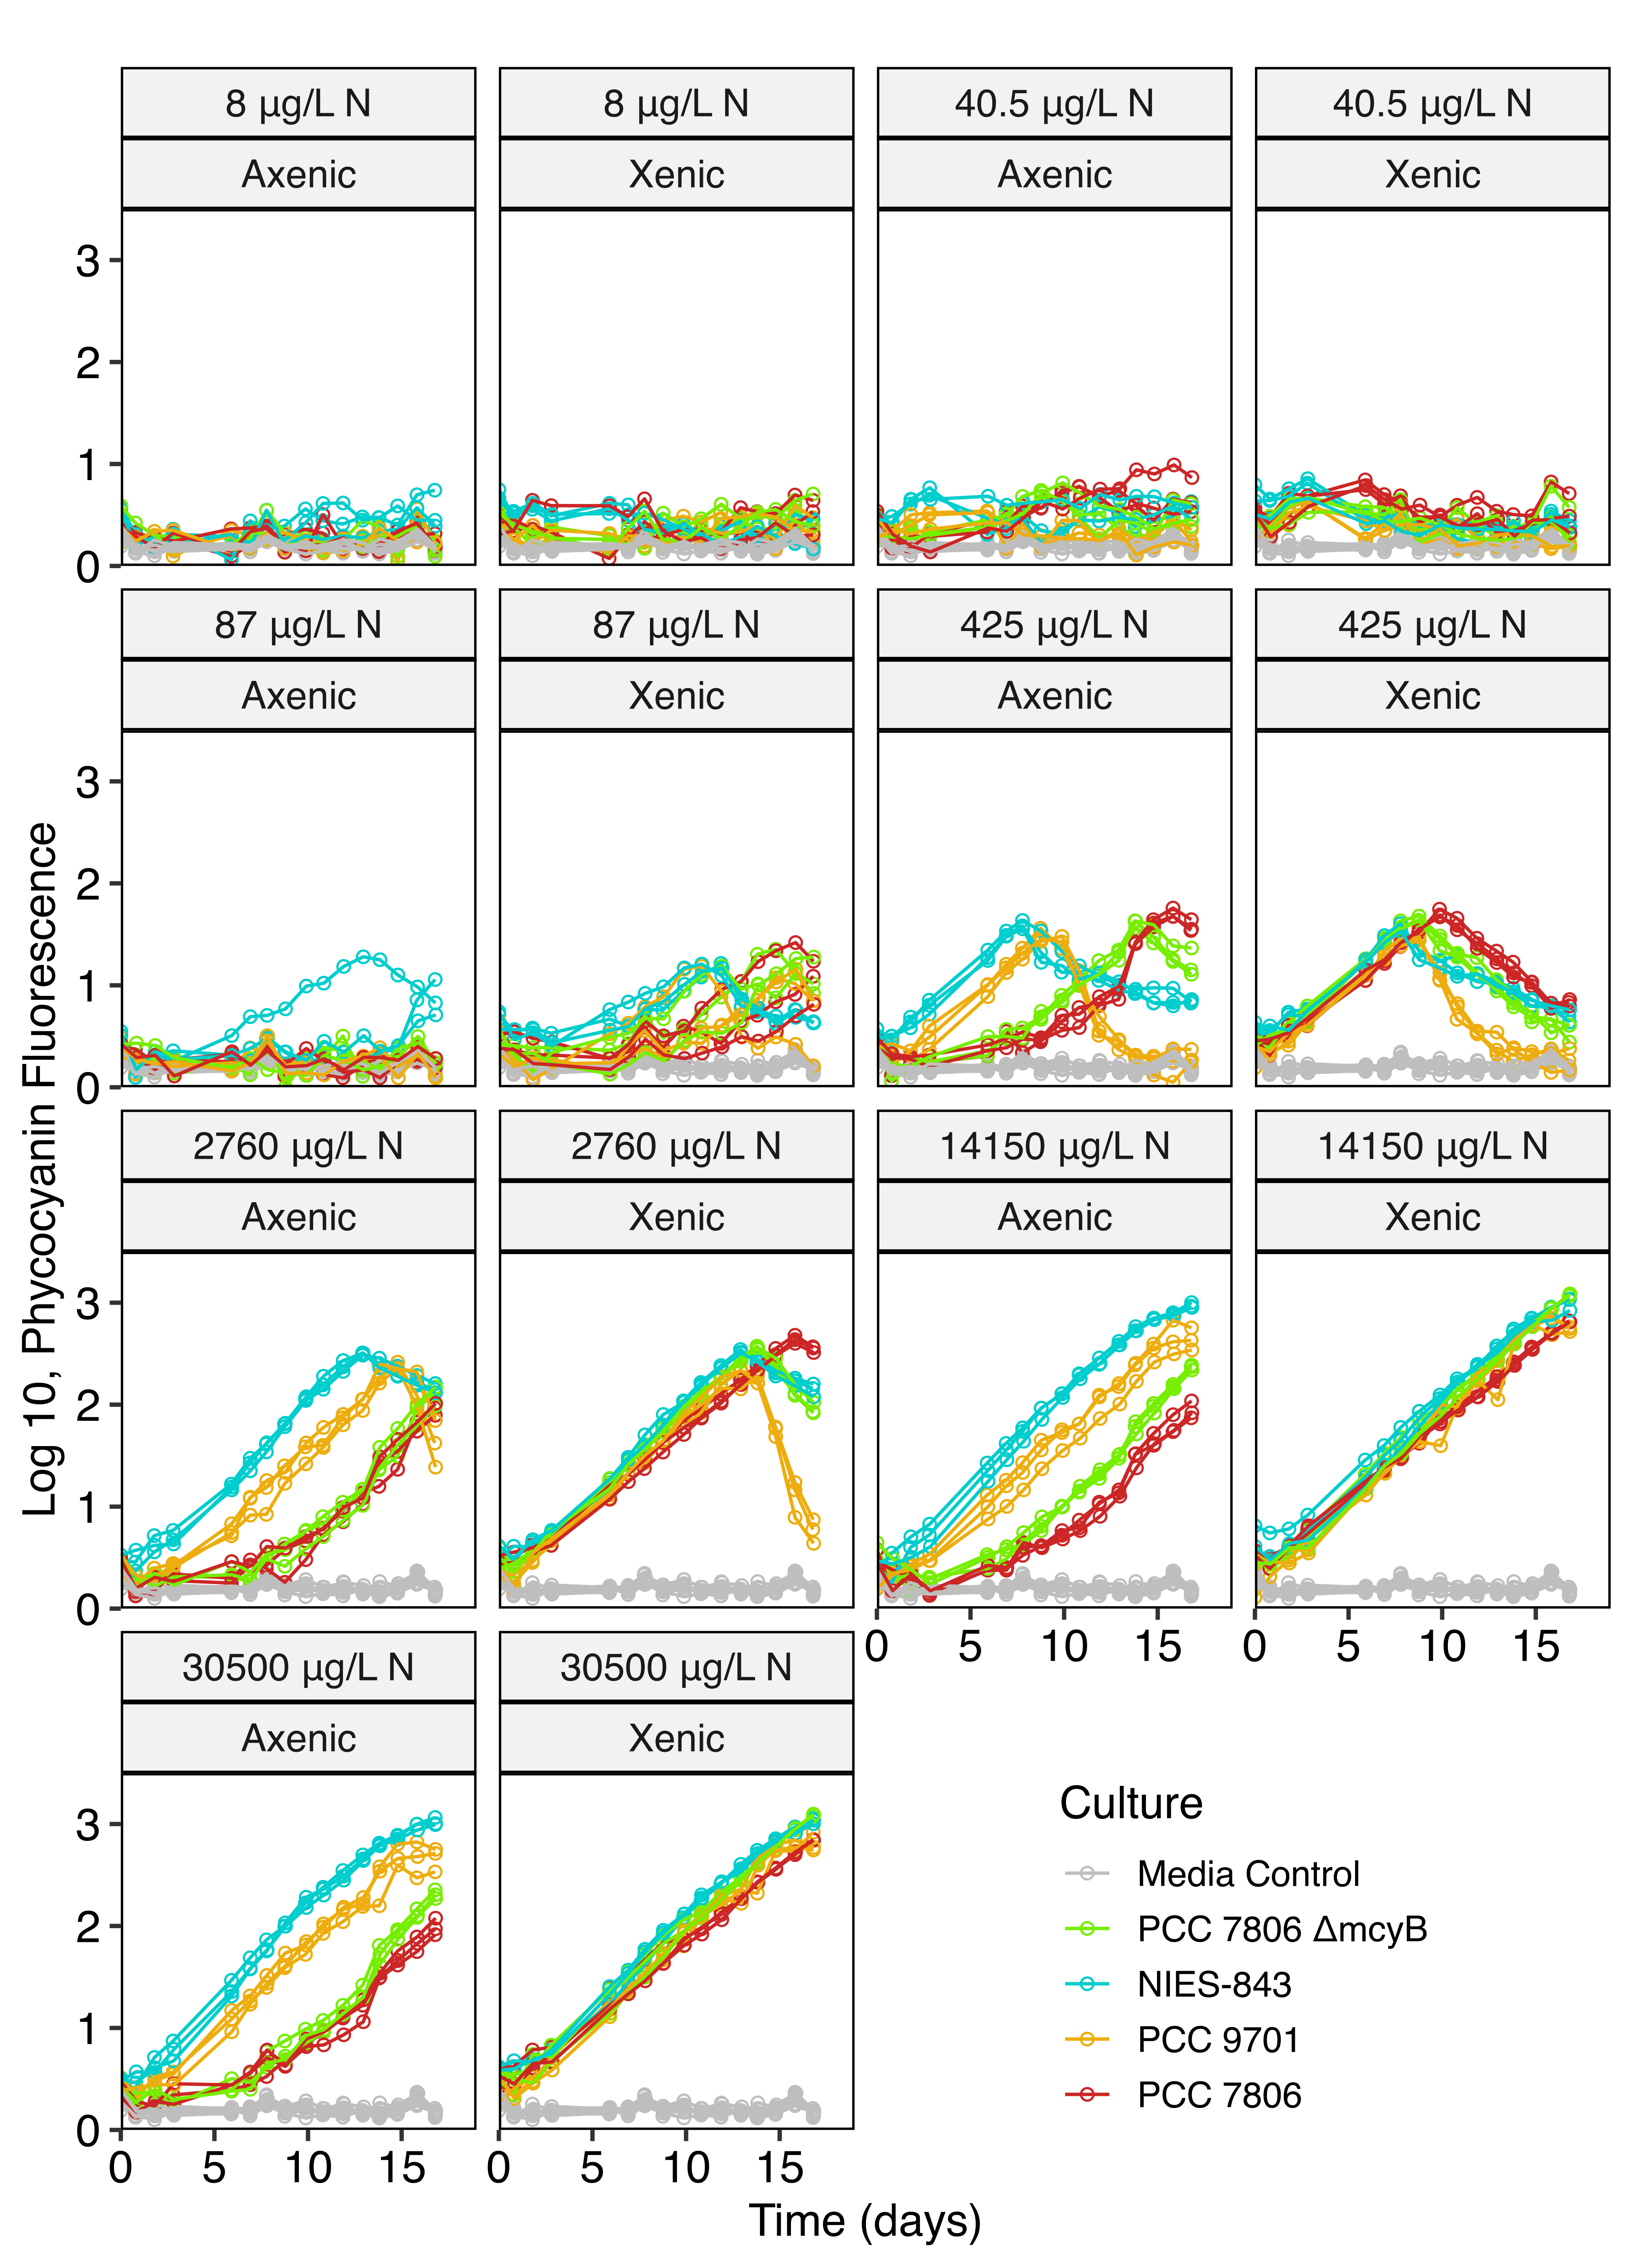 8 µg/L N
8 µg/L N
40.5 µg/L N
40.5 µg/L N
Axenic
Xenic
Axenic
Xenic
3
2
1
0
87 µg/L N
87 µg/L N
425 µg/L N
425 µg/L N
Axenic
Xenic
Axenic
Xenic
3
2
1
0
Log 10, Phycocyanin Fluorescence
2760 µg/L N
2760 µg/L N
14150 µg/L N
14150 µg/L N
Axenic
Xenic
Axenic
Xenic
3
2
1
0
0 5 10 15
0 5 10 15
30500 µg/L N
30500 µg/L N
Axenic
Xenic
3
2
1
0
0 5 10 15
0 5 10 15
Time (days)
Culture
Media Control
PCC 7806 ΔmcyB
NIES-843
PCC 9701
PCC 7806